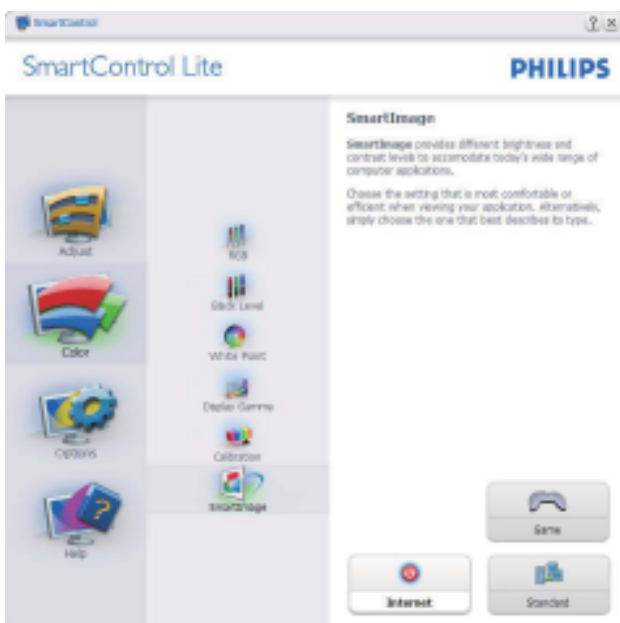 SmartControl
SmartControl Lite
PHILIPS
Adjust
Color
Options
Help
RGB
Black Level
White Point
Display Gamma
Calibration
SmartImage
SmartImage
SmartImage provides different brightness and
contrast levels to accomodate today's wide range of
computer applications.
Choose the setting that is most comfortable or
efficient when viewing your application. Alternatively,
simply choose the one that best describes its type.
Game
Internet
Standard